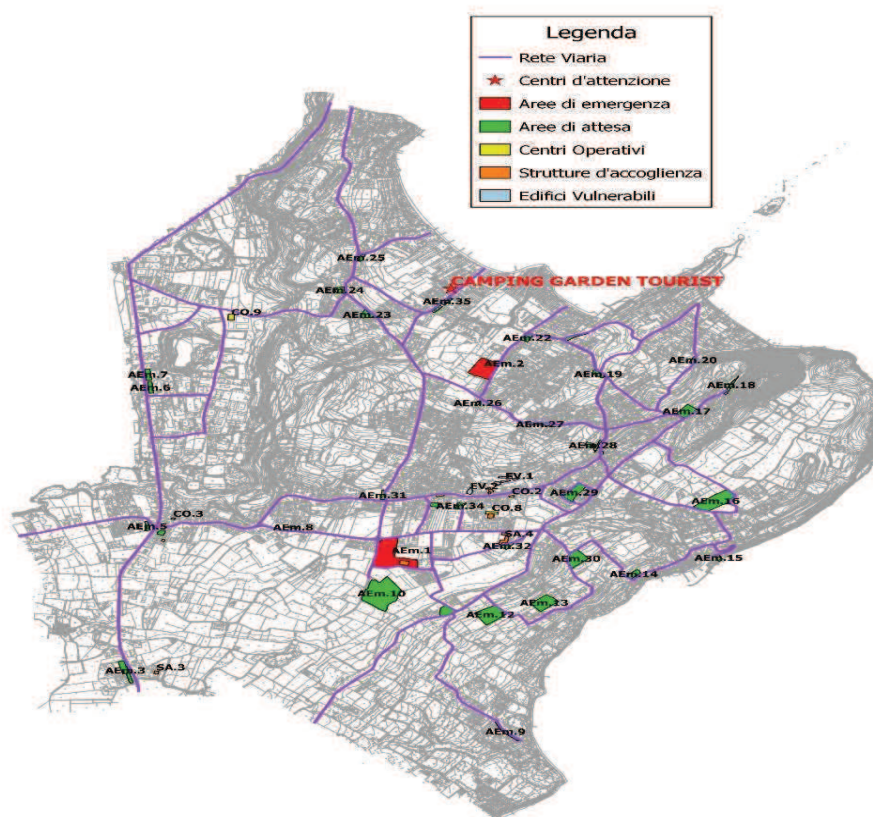 Legenda
Rete Viaria
Centri d'attenzione
Aree di emergenza
Aree di attesa
Centri Operativi
Strutture d'accoglienza
Edifici Vulnerabili
AEm.25
CAMPING GARDEN TOURIST
AEm.24
AEm.35
CO.9
AEm.23
AEm.22
AEm.2
AEm.20
AEm.7
AEm.19
AEm.6
AEm.18
AEm.26
AEm.17
AEm.27
AEm.28
EV.1
EV.2
CO.2
AEm.29
AEm.31
AEm.34
AEm.16
CO.8
CO.3
AEm.5
AEm.8
SA.4
AEm.32
AEm.1
AEm.30
AEm.15
AEm.14
AEm.10
AEm.13
AEm.12
AEm.3
SA.3
AEm.9